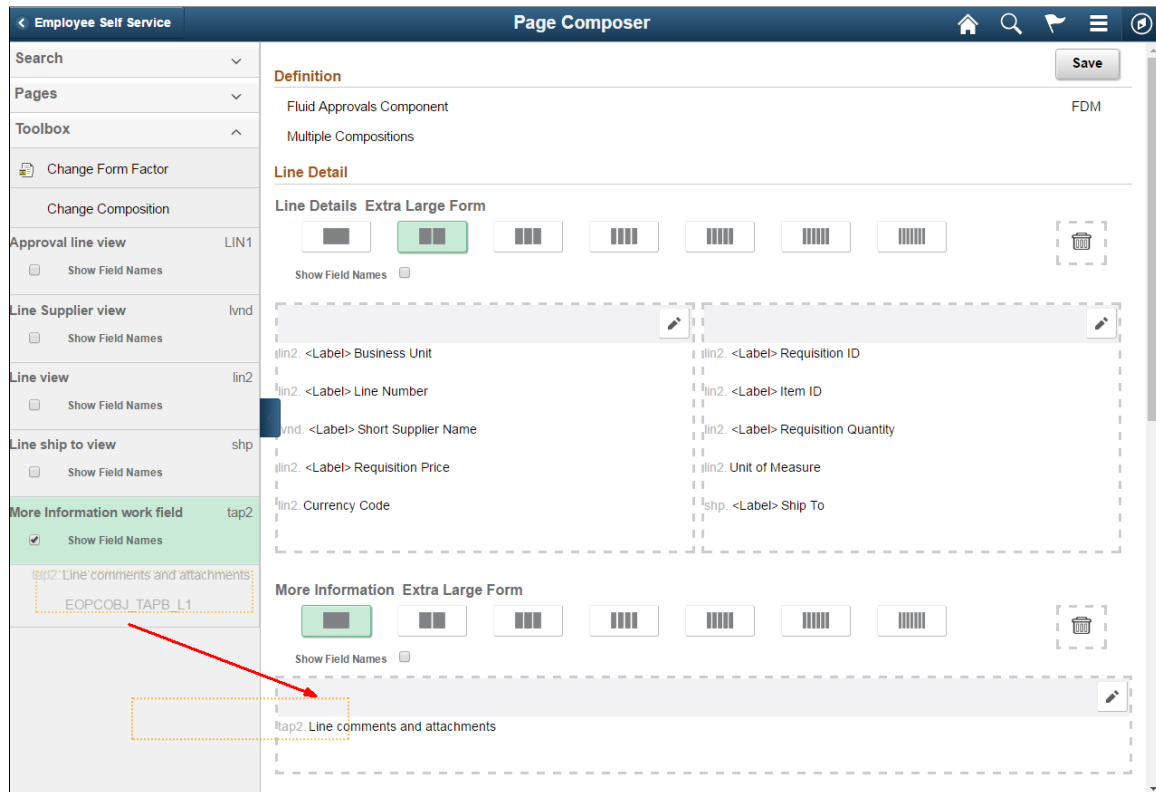 Employee Self Service
Page Composer
Search
Pages
Toolbox
Change Form Factor
Change Composition
Approval line view LIN1
Show Field Names
Line Supplier view lvnd
Show Field Names
Line view lin2
Show Field Names
Line ship to view shp
Show Field Names
More Information work field tap2
Show Field Names
tap2. Line comments and attachments
EOPCOBJ_TAPB_L1
Save
Definition
Fluid Approvals Component FDM
Multiple Compositions
Line Detail
Line Details Extra Large Form
Show Field Names
lin2. <Label> Business Unit
lin2. <Label> Line Number
lvnd. <Label> Short Supplier Name
lin2. <Label> Requisition Price
lin2. Currency Code
lin2. <Label> Requisition ID
lin2. <Label> Item ID
lin2. <Label> Requisition Quantity
lin2. Unit of Measure
shp. <Label> Ship To
More Information Extra Large Form
Show Field Names
tap2. Line comments and attachments